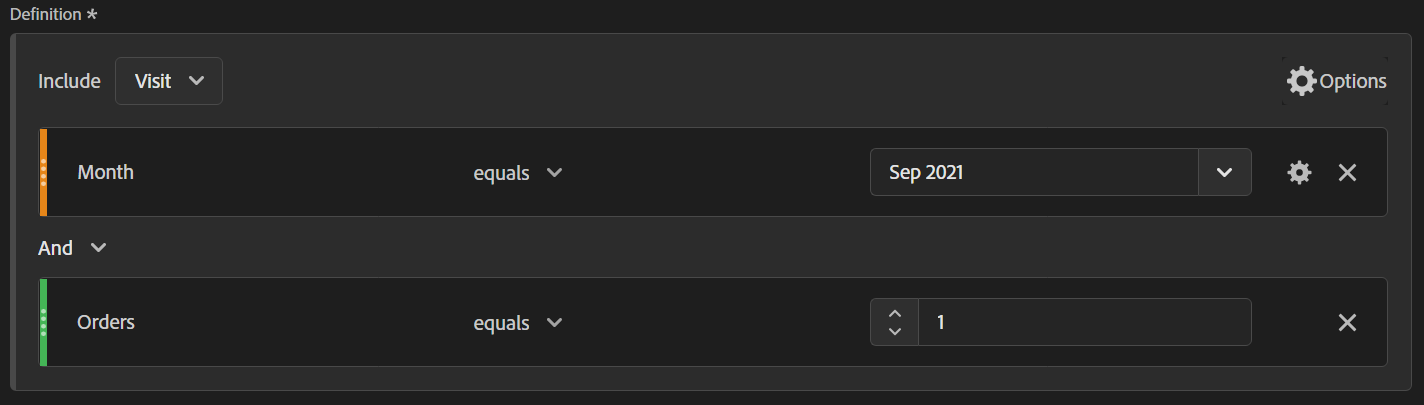 Definition *
Include Visit Options
Month equals Sep 2021
And
Orders equals 1